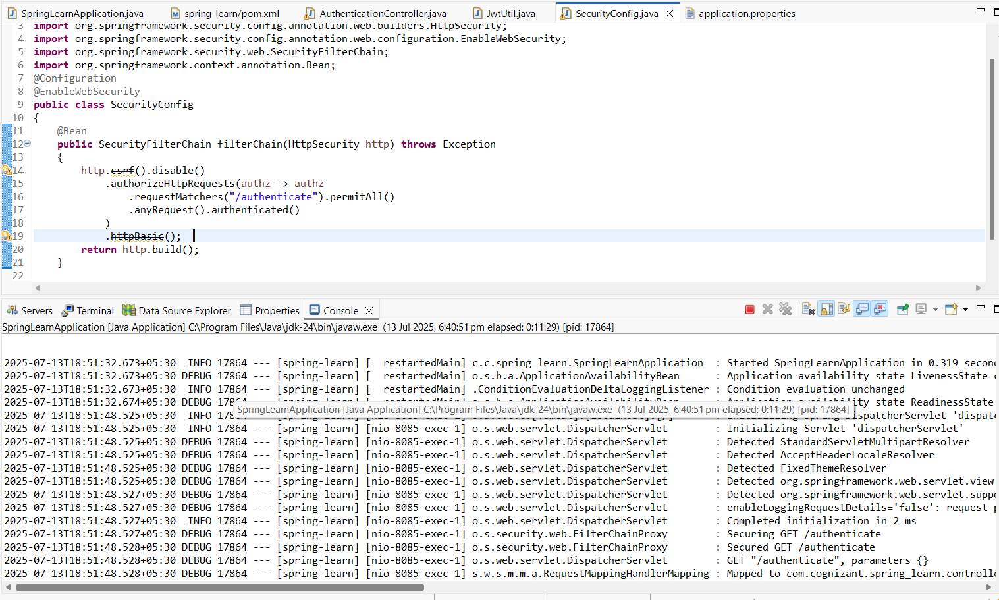 SpringLearnApplication.java spring-learn/pom.xml AuthenticationController.java JwtUtil.java SecurityConfig.java application.properties
3 import org.springframework.security.config.annotation.web.builders.HttpSecurity;
4 import org.springframework.security.config.annotation.web.configuration.EnableWebSecurity;
5 import org.springframework.security.web.SecurityFilterChain;
6 import org.springframework.context.annotation.Bean;
7 @Configuration
8 @EnableWebSecurity
9 public class SecurityConfig
10 {
11 @Bean
12 public SecurityFilterChain filterChain(HttpSecurity http) throws Exception
13 {
14 http.csrf().disable()
15 .authorizeHttpRequests(authz -> authz
16 .requestMatchers("/authenticate").permitAll()
17 .anyRequest().authenticated()
18 )
19 .httpBasic();
20 return http.build();
21 }
22
Servers Terminal Data Source Explorer Properties Console
SpringLearnApplication [Java Application] C:\Program Files\Java\jdk-24\bin\javaw.exe (13 Jul 2025, 6:40:51 pm elapsed: 0:11:29) [pid: 17864]
2025-07-13T18:51:32.673+05:30 INFO 17864 --- [spring-learn] [ restartedMain] c.c.spring_learn.SpringLearnApplication : Started SpringLearnApplication in 0.319 secon
2025-07-13T18:51:32.673+05:30 DEBUG 17864 --- [spring-learn] [ restartedMain] o.s.b.a.ApplicationAvailabilityBean : Application availability state LivenessState
2025-07-13T18:51:32.673+05:30 INFO 17864 --- [spring-learn] [ restartedMain] .ConditionEvaluationDeltaLoggingListener : Condition evaluation unchanged
2025-07-13T18:51:32.674+05:30 DEBUG 17864 --- [spring-learn] [ restartedMain] o.s.b.a.ApplicationAvailabilityBean : Application availability state ReadinessState
SpringLearnApplication [Java Application] C:\Program Files\Java\jdk-24\bin\javaw.exe (13 Jul 2025, 6:40:51 pm elapsed: 0:11:29) [pid: 17864]
2025-07-13T18:51:48.525+05:30 INFO 178 DispatcherServlet 'dispatc
2025-07-13T18:51:48.525+05:30 INFO 17864 --- [spring-learn] [nio-8085-exec-1] o.s.web.servlet.DispatcherServlet : Initializing Servlet 'dispatcherServlet'
2025-07-13T18:51:48.525+05:30 DEBUG 17864 --- [spring-learn] [nio-8085-exec-1] o.s.web.servlet.DispatcherServlet : Detected StandardServletMultipartResolver
2025-07-13T18:51:48.525+05:30 DEBUG 17864 --- [spring-learn] [nio-8085-exec-1] o.s.web.servlet.DispatcherServlet : Detected AcceptHeaderLocaleResolver
2025-07-13T18:51:48.525+05:30 DEBUG 17864 --- [spring-learn] [nio-8085-exec-1] o.s.web.servlet.DispatcherServlet : Detected FixedThemeResolver
2025-07-13T18:51:48.525+05:30 DEBUG 17864 --- [spring-learn] [nio-8085-exec-1] o.s.web.servlet.DispatcherServlet : Detected org.springframework.web.servlet.view
2025-07-13T18:51:48.527+05:30 DEBUG 17864 --- [spring-learn] [nio-8085-exec-1] o.s.web.servlet.DispatcherServlet : Detected org.springframework.web.servlet.supp
2025-07-13T18:51:48.527+05:30 DEBUG 17864 --- [spring-learn] [nio-8085-exec-1] o.s.web.servlet.DispatcherServlet : enableLoggingRequestDetails='false': request p
2025-07-13T18:51:48.527+05:30 INFO 17864 --- [spring-learn] [nio-8085-exec-1] o.s.web.servlet.DispatcherServlet : Completed initialization in 2 ms
2025-07-13T18:51:48.527+05:30 DEBUG 17864 --- [spring-learn] [nio-8085-exec-1] o.s.security.web.FilterChainProxy : Securing GET /authenticate
2025-07-13T18:51:48.528+05:30 DEBUG 17864 --- [spring-learn] [nio-8085-exec-1] o.s.security.web.FilterChainProxy : Secured GET /authenticate
2025-07-13T18:51:48.528+05:30 DEBUG 17864 --- [spring-learn] [nio-8085-exec-1] o.s.web.servlet.DispatcherServlet : GET "/authenticate", parameters={}
2025-07-13T18:51:48.528+05:30 DEBUG 17864 --- [spring-learn] [nio-8085-exec-1] s.w.s.m.m.a.RequestMappingHandlerMapping : Mapped to com.cognizant.spring_learn.controlle